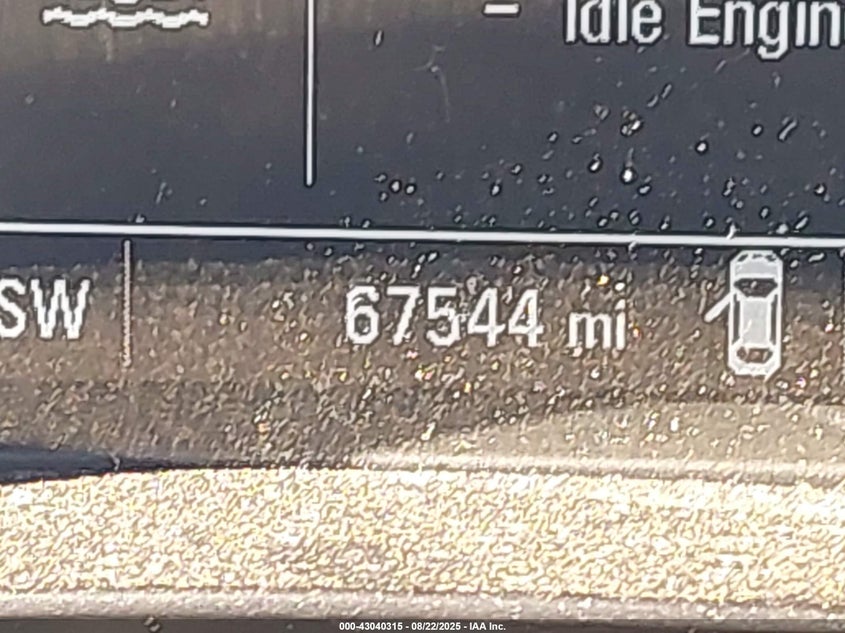 - Idle Engin
SW
67544 mi
000-43040315 - 08/22/2025 - IAA Inc.